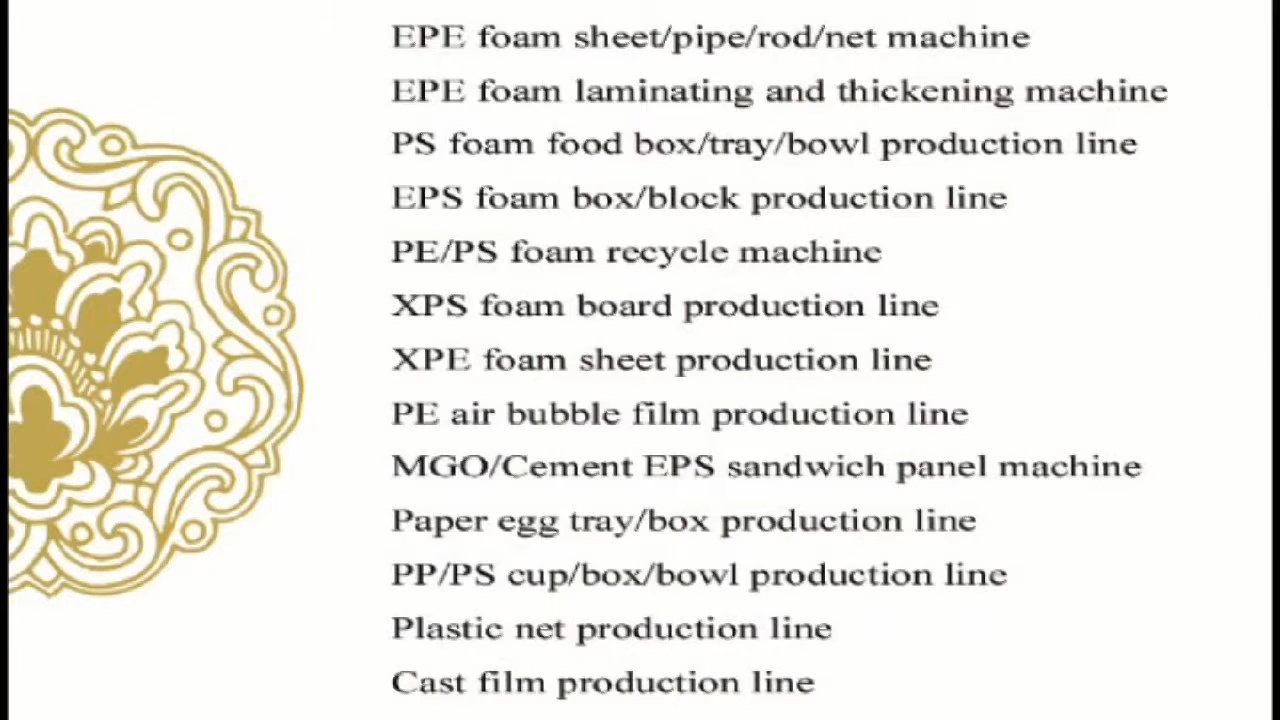 EPE foam sheet/pipe/rod/net machine
EPE foam laminating and thickening machine
PS foam food box/tray/bowl production line
EPS foam box/block production line
PE/PS foam recycle machine
XPS foam board production line
XPE foam sheet production line
PE air bubble film production line
MGO/Cement EPS sandwich panel machine
Paper egg tray/box production line
PP/PS cup/box/bowl production line
Plastic net production line
Cast film production line